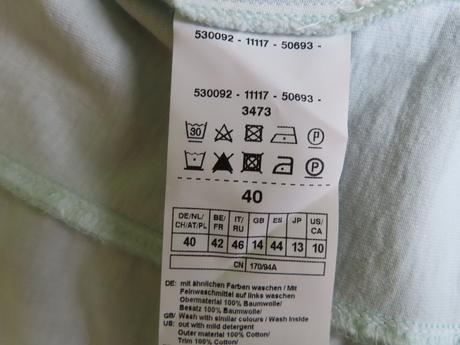 530092 - 11117 - 50693 -
530092 - 11117 - 50693 -
3473
30 P
P
40
DE/NL/ BE/ IT/ GB ES JP US/
CH/AT/PL FR RU CA
40 42 46 14 44 13 10
CN 170/94A
DE: mit ähnlichen Farben waschen / Mit
Feinwaschmittel auf links waschen
Obermaterial 100% Baumwolle/
Besatz 100% Baumwolle/
GB/ Wash with similar colours / Wash inside
US: out with mild detergent
Outer material 100% Cotton/
Trim 100% Cotton/